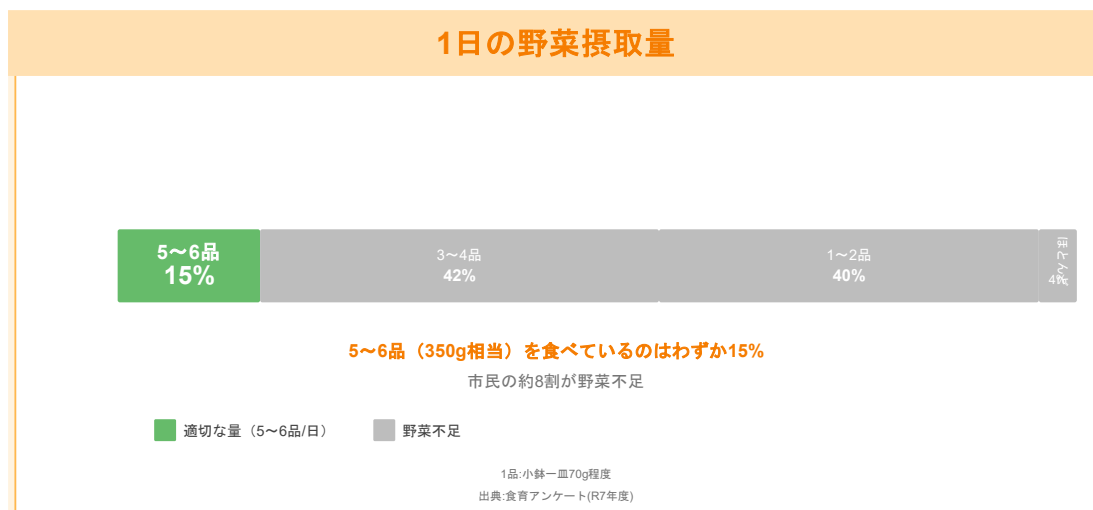 1日の野菜摂取量
5〜6品
15%
3〜4品
42%
1〜2品
40%
ほとんど
4%
5〜6品（350g相当）を食べているのはわずか15%
市民の約8割が野菜不足
適切な量（5〜6品/日）
野菜不足
1品:小鉢一皿70g程度
出典:食育アンケート(R7年度)